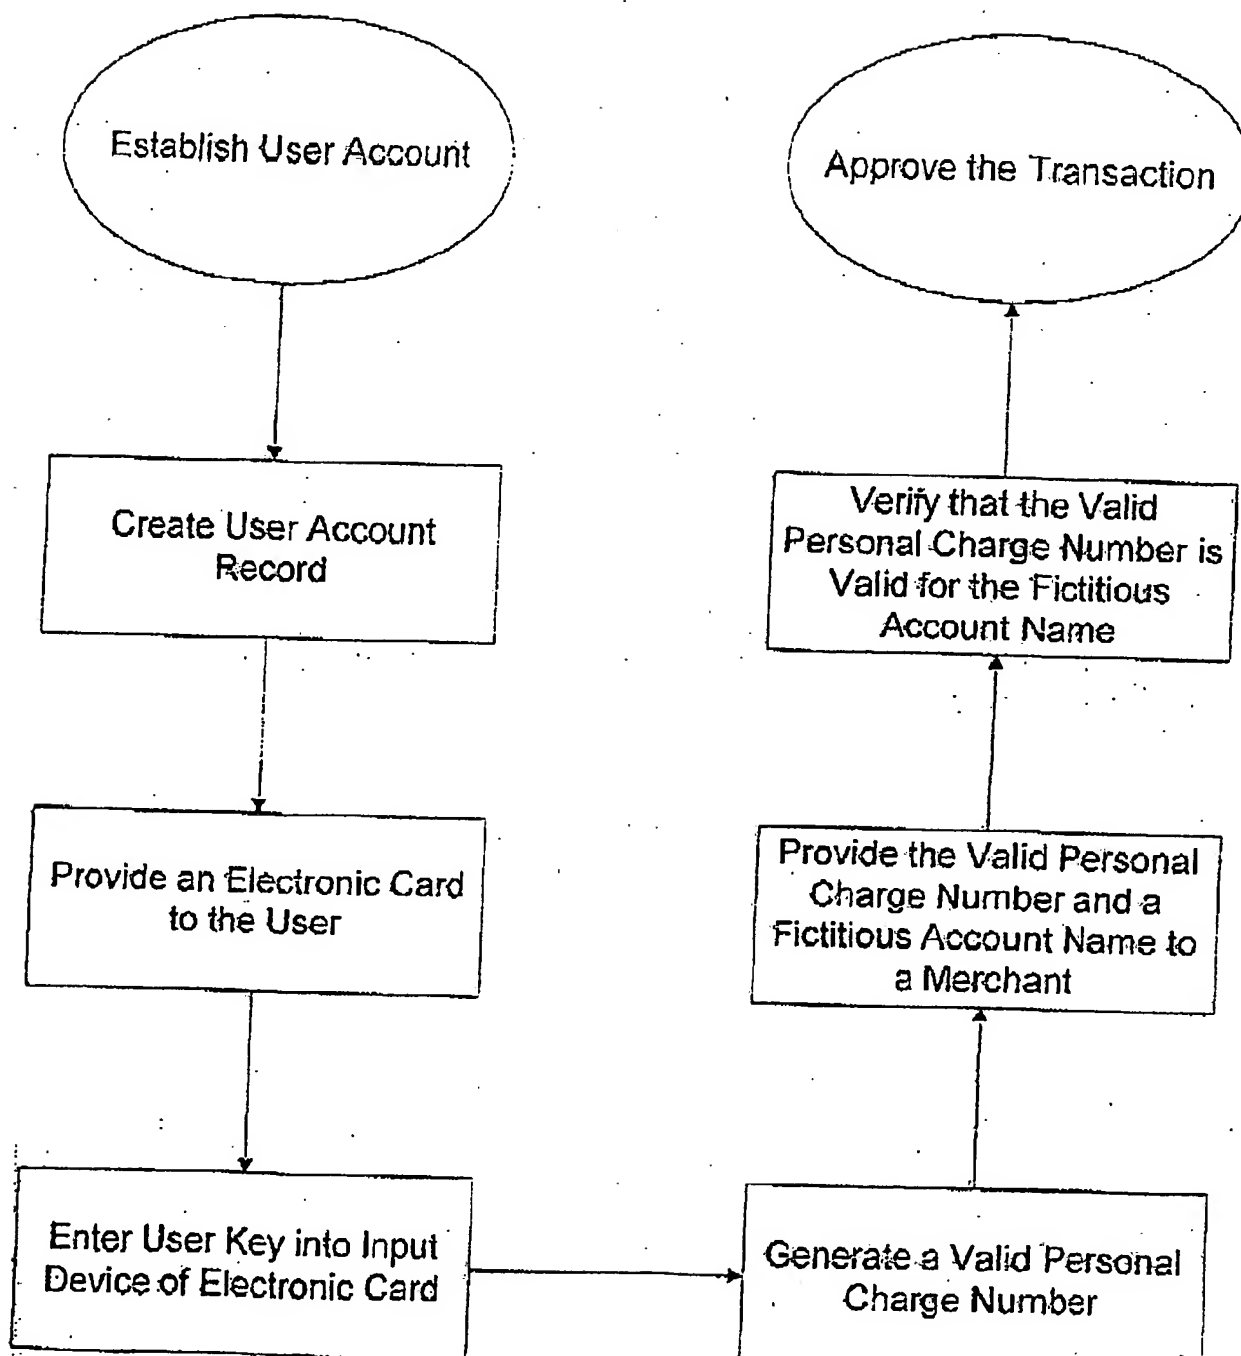 Establish User Account
Create User Account
Record
Provide an Electronic Card
to the User
Enter User Key into Input
Device of Electronic Card
Generate a Valid Personal
Charge Number
Provide the Valid Personal
Charge Number and a
Fictitious Account Name to
a Merchant
Verify that the Valid
Personal Charge Number is
Valid for the Fictitious
Account Name
Approve the Transaction